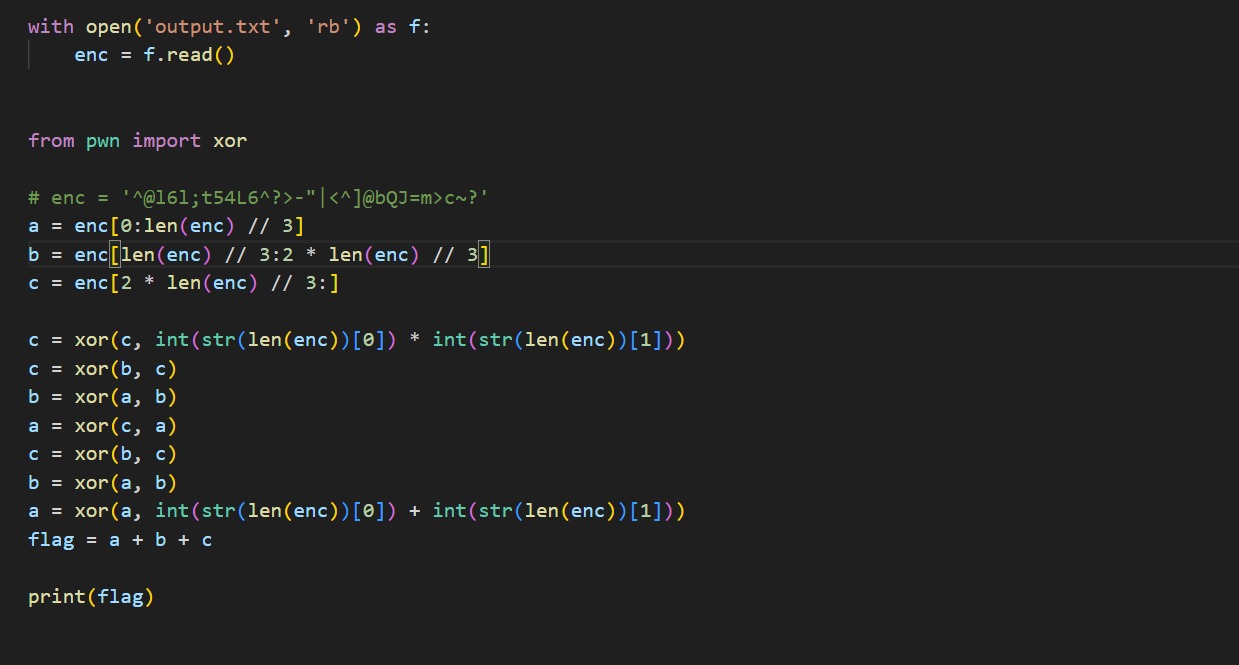 with open('output.txt', 'rb') as f:
    enc = f.read()
from pwn import xor
# enc = '^@l6l;t54L6^?>-"|<^]@bQJ=m>c~?'
a = enc[0:len(enc) // 3]
b = enc[len(enc) // 3:2 * len(enc) // 3]
c = enc[2 * len(enc) // 3:]
c = xor(c, int(str(len(enc))[0]) * int(str(len(enc))[1]))
c = xor(b, c)
b = xor(a, b)
a = xor(c, a)
c = xor(b, c)
b = xor(a, b)
a = xor(a, int(str(len(enc))[0]) + int(str(len(enc))[1]))
flag = a + b + c
print(flag)